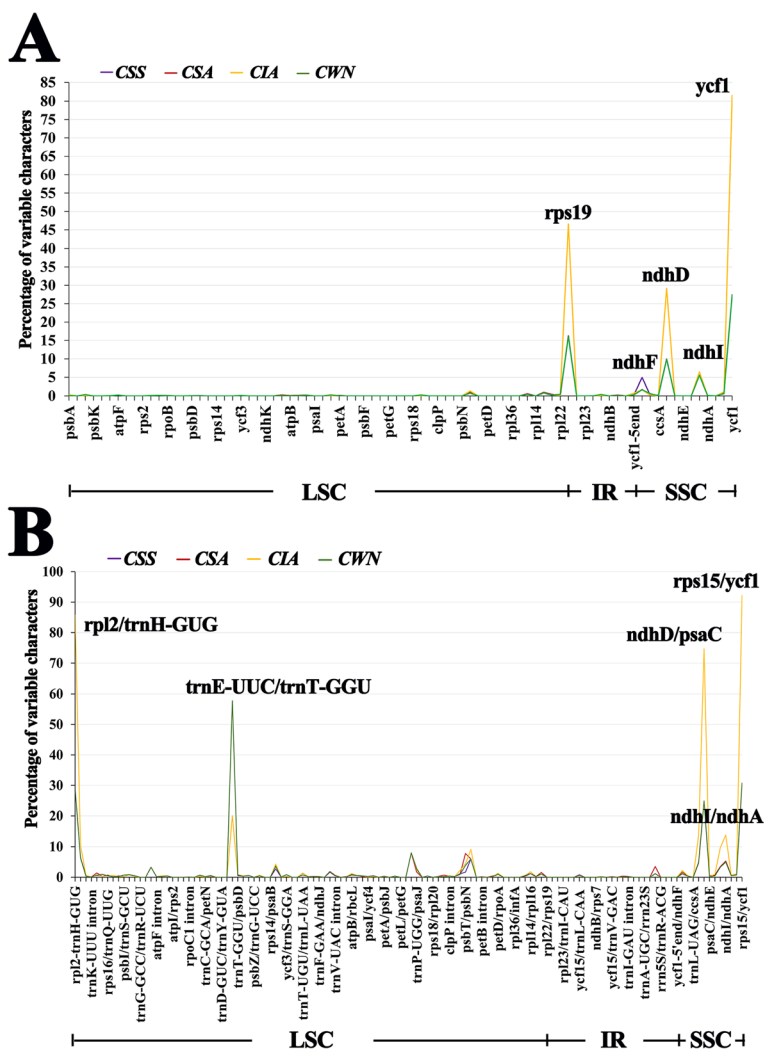 A
CSS CSA CIA CWN
Percentage of variable characters
85
80
75
70
65
60
55
50
45
40
35
30
25
20
15
10
5
0
ycf1
rps19
ndhD
ndhF
ndhI
psbA
psbK
atpF
rps2
rpoB
psbD
rps14
ycf3
ndhK
atpB
psaI
petA
psbF
petG
rps18
clpP
psbN
petD
rpl36
rpl14
rpl22
rpl23
ndhB
ycf1-5end
ccsA
ndhE
ndhA
ycf1
LSC IR SSC
B
CSS CSA CIA CWN
Percentage of variable characters
100
90
80
70
60
50
40
30
20
10
0
rps15/ycf1
rpl2/trnH-GUG
ndhD/psaC
trnE-UUC/trnT-GGU
ndhI/ndhA
rpl2-trnH-GUG
trnK-UUU intron
rps16/trnQ-UUG
psbI/trnS-GCU
trnG-GCC/trnR-UCU
atpF intron
atpI/rps2
rpoC1 intron
trnC-GCA/petN
trnD-GUC/trnY-GUA
trnT-GGU/psbD
psbZ/trnG-UCC
rps14/psaB
ycf3/trnS-GGA
trnT-UGU/trnL-UAA
trnF-GAA/ndhJ
trnV-UAC intron
atpB/rbcL
psaI/ycf4
petA/psbJ
petL/petG
trnP-UGG/psaJ
rps18/rpl20
clpP intron
psbT/psbN
petB intron
petD/rpoA
rpl36/infA
rpl14/rpl16
rpl22/rps19
rpl23/trnI-CAU
ycf15/trnL-CAA
ndhB/rps7
ycf15/trnV-GAC
trnI-GAU intron
trnA-UGC/rrn23S
rrn5S/trnR-ACG
ycf1-5'end/ndhF
trnL-UAG/ccsA
psaC/ndhE
ndhI/ndhA
rps15/ycf1
LSC IR SSC